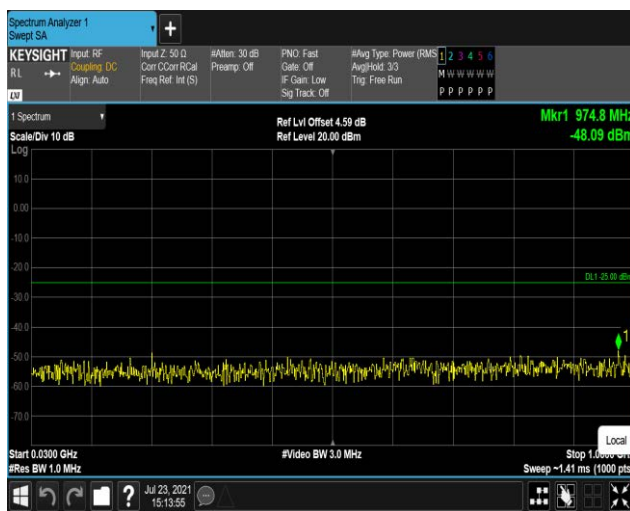 Spectrum Analyzer 1
Swept SA
+
KEYSIGHT
RL
Input: RF
Coupling: DC
Align: Auto
Input Z: 50 Ω
Corr CCorr RCal
Freq Ref: Int (S)
#Atten: 30 dB
Preamp: Off
PNO: Fast
Gate: Off
IF Gain: Low
Sig Track: Off
#Avg Type: Power (RMS
Avg|Hold: 3/3
Trig: Free Run
1 2 3 4 5 6
M W W W W W
P P P P P P
1 Spectrum
Scale/Div 10 dB
Ref Lvl Offset 4.59 dB
Ref Level 20.00 dBm
Mkr1 974.8 MHz
-48.09 dBm
Log
10.0
0.00
-10.0
-20.0
DL1 -25.00 dBm
-30.0
-40.0
1
-50.0
-60.0
-70.0
Local
Start 0.0300 GHz
#Video BW 3.0 MHz
Stop
#Res BW 1.0 MHz
Sweep ~1.41 ms (1000 pts
?
Jul 23, 2021
15:13:55